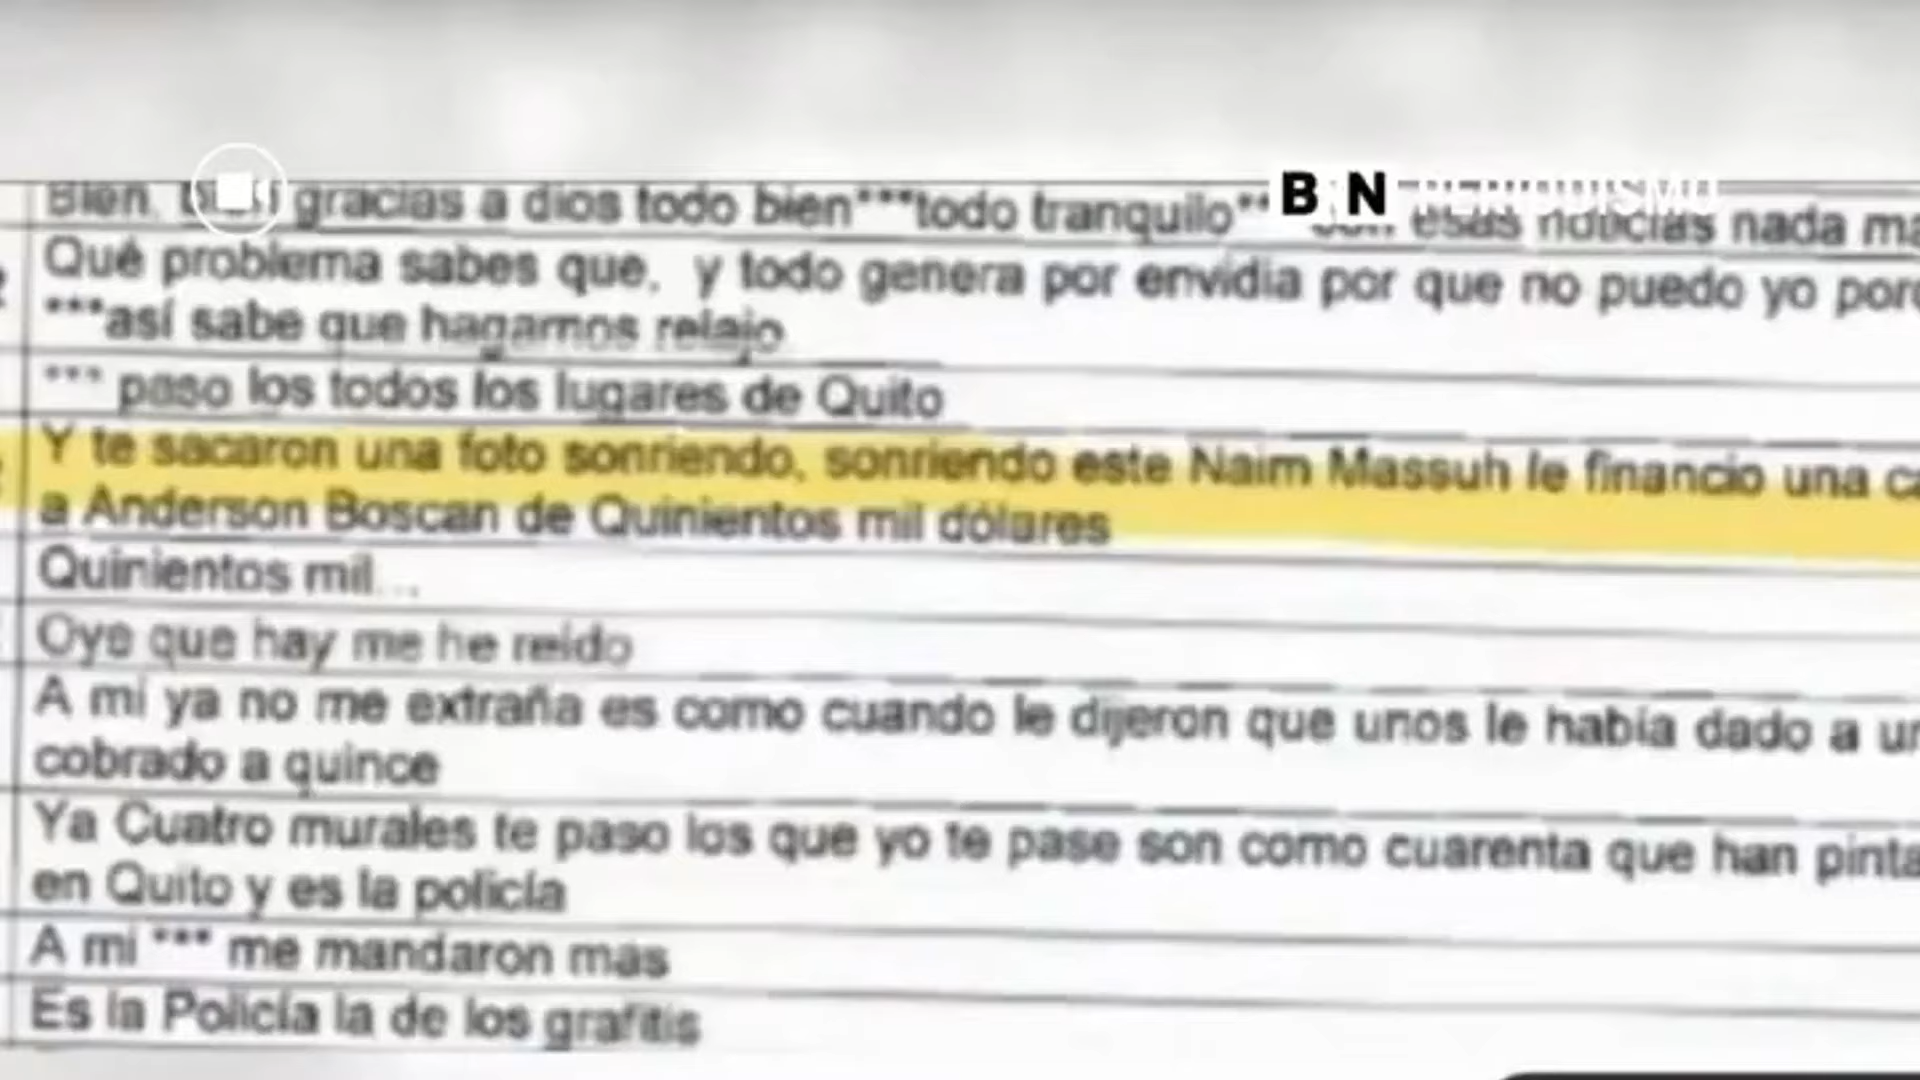 Bien, bien gracias a dios todo bien***todo tranquilo** con esas noticias nada
BN PERIODISMO
Qué problema sabes que, y todo genera por envidia por que no puedo yo
***así sabe que hagamos relajo
*** paso los todos los lugares de Quito
Y te sacaron una foto sonriendo, sonriendo este Naim Massuh le financio una
a Anderson Boscan de Quinientos mil dólares
Quinientos mil...
Oye que hay me he reído
A mí ya no me extraña es como cuando le dijeron que unos le había dado a
cobrado a quince
Ya Cuatro murales te paso los que yo te pase son como cuarenta que han
en Quito y es la policía
A mi *** me mandaron mas
Es la Policía la de los grafitis